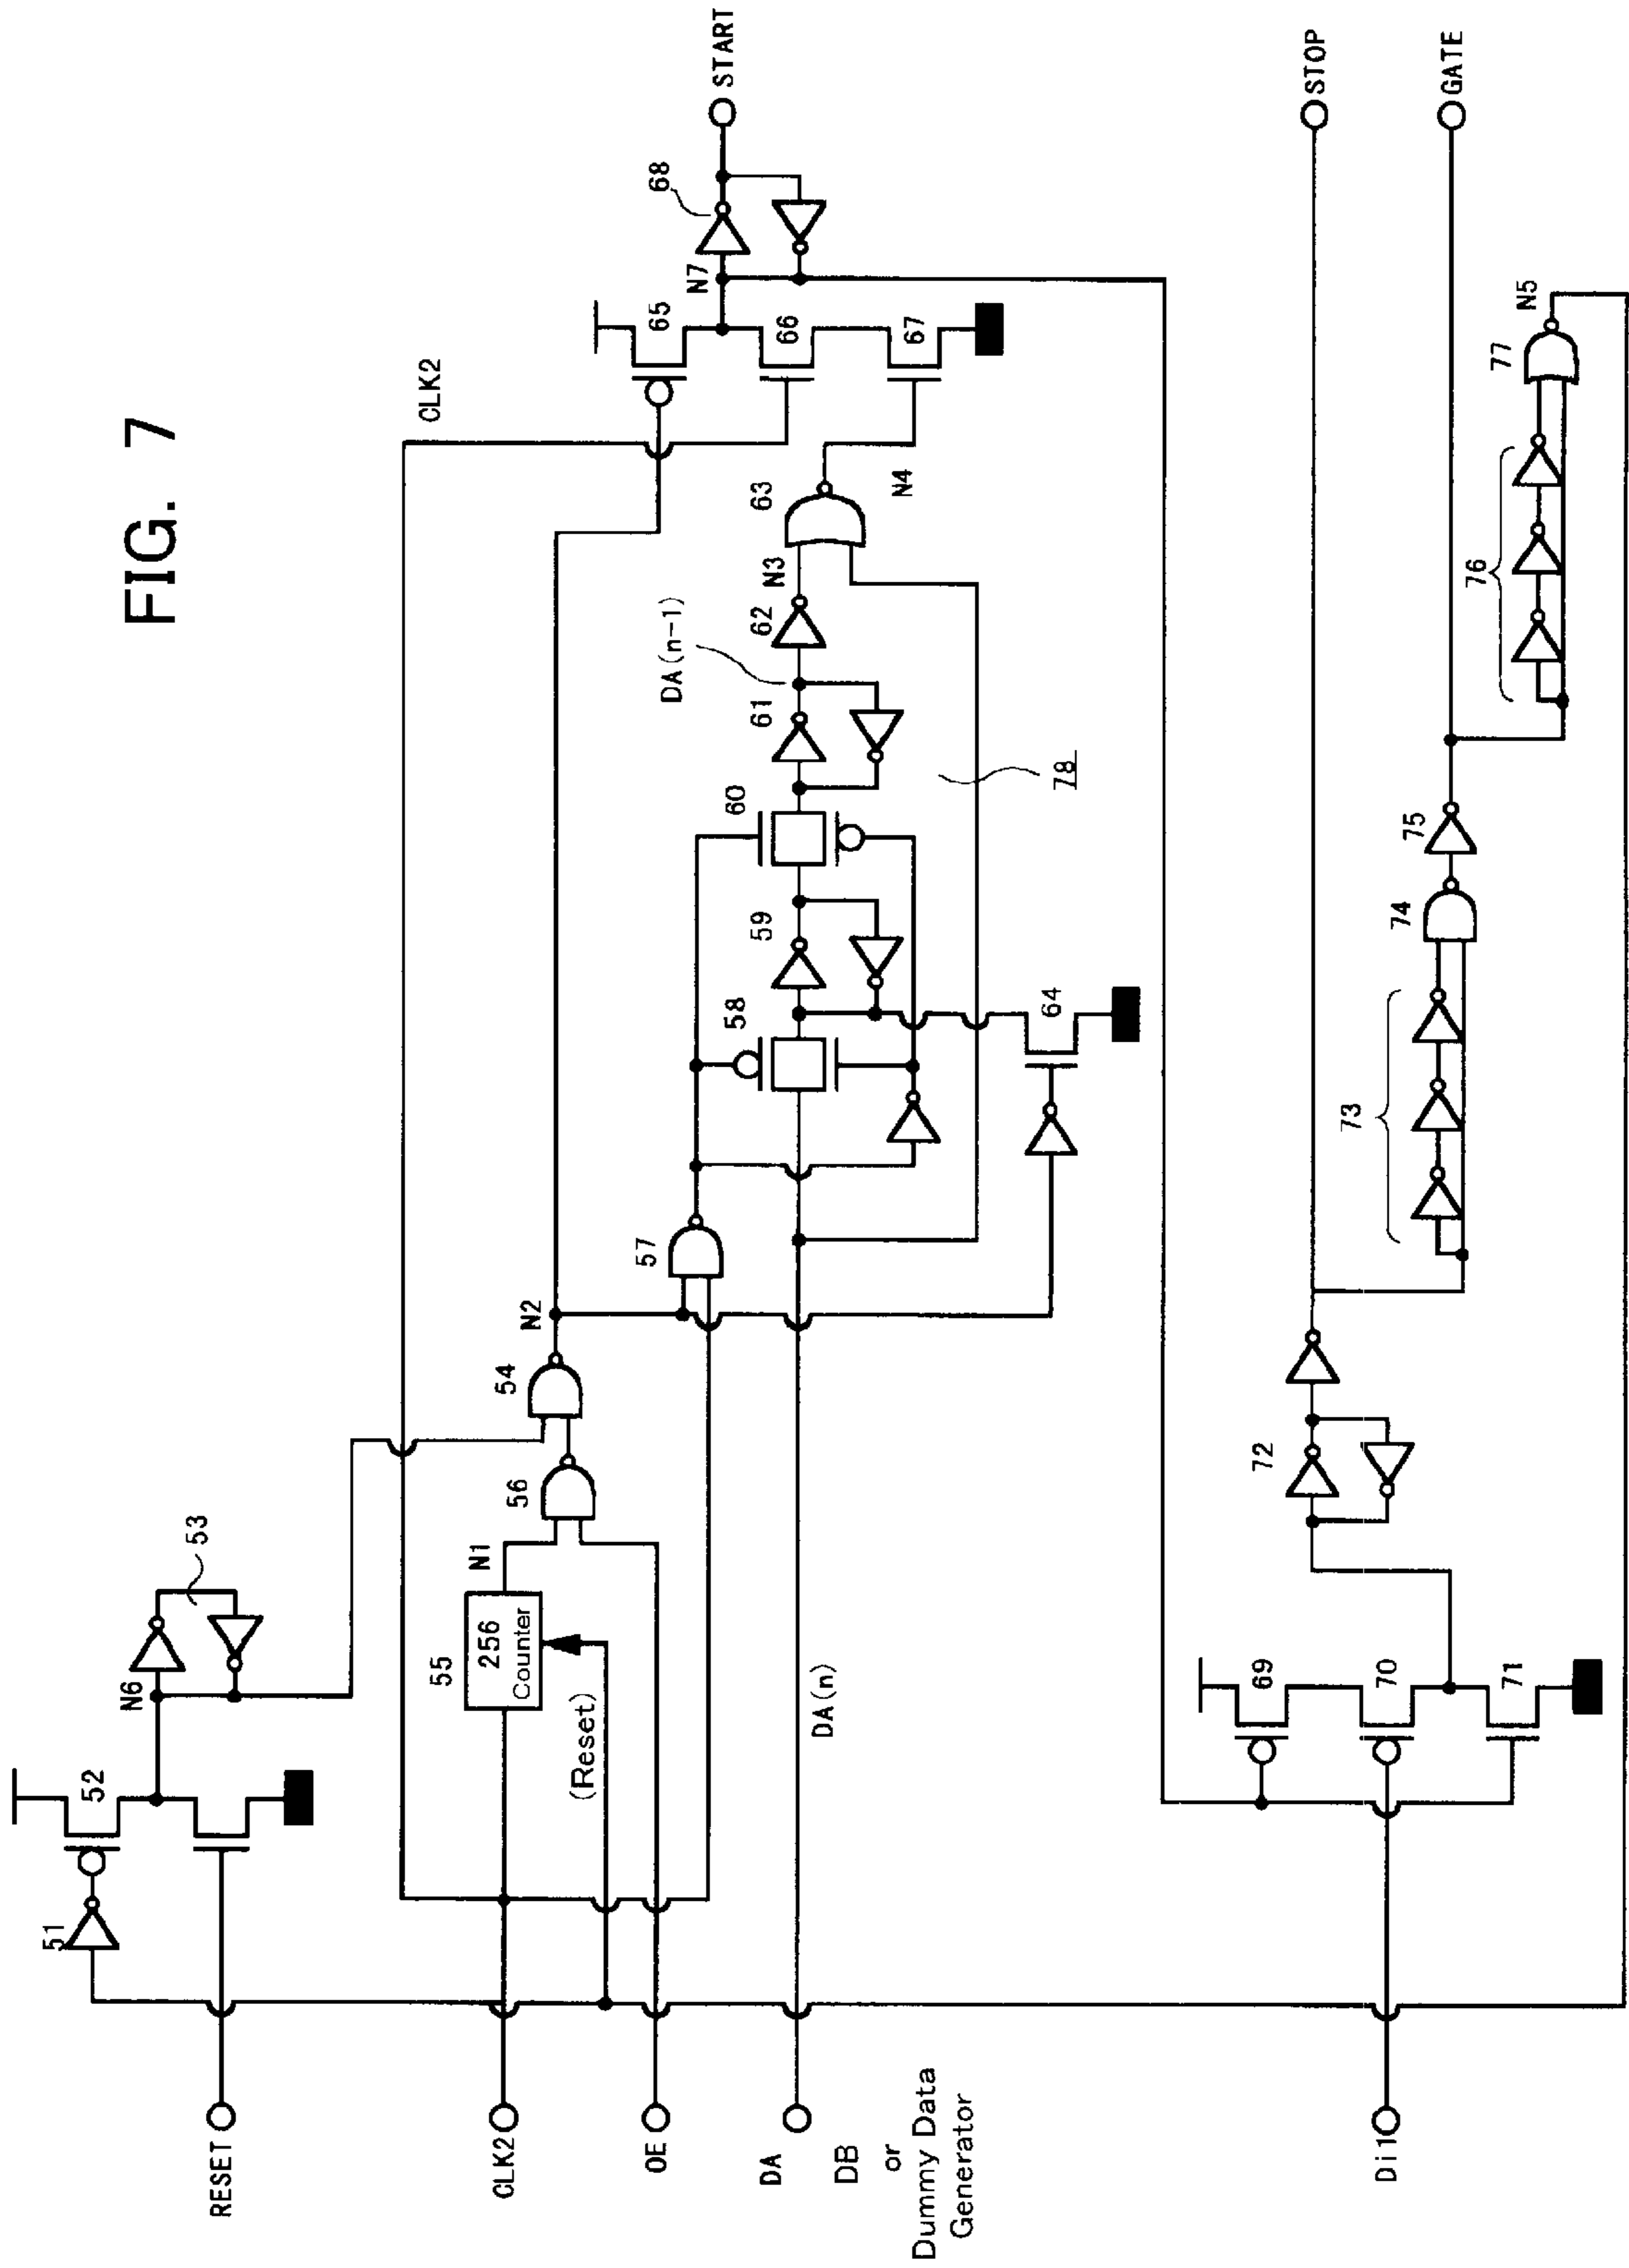 FIG. 7
RESET
51
52
N6
53
CLK2
(Reset)
55
256
Counter
N1
56
54
N2
CLK2
OE
57
DA
DB
or
Dummy Data
Generator
DA(n)
58
59
60
61
DA(n-1)
62
N3
63
N4
64
78
65
66
67
N7
68
START
Di1
69
70
71
72
STOP
73
74
75
GATE
76
77
N5